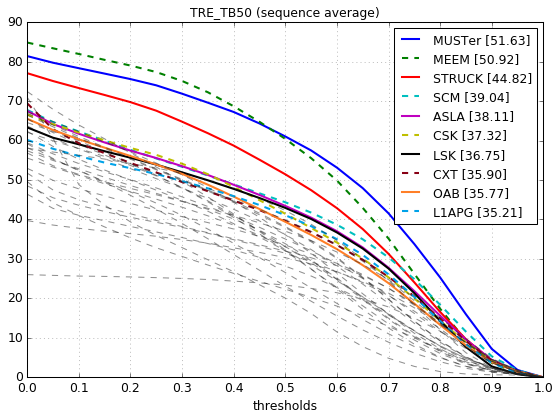 TRE_TB50 (sequence average)
90
80
70
60
50
40
30
20
10
0
MUSTer [51.63]
MEEM [50.92]
STRUCK [44.82]
SCM [39.04]
ASLA [38.11]
CSK [37.32]
LSK [36.75]
CXT [35.90]
OAB [35.77]
L1APG [35.21]
0.0 0.1 0.2 0.3 0.4 0.5 0.6 0.7 0.8 0.9 1.0
thresholds